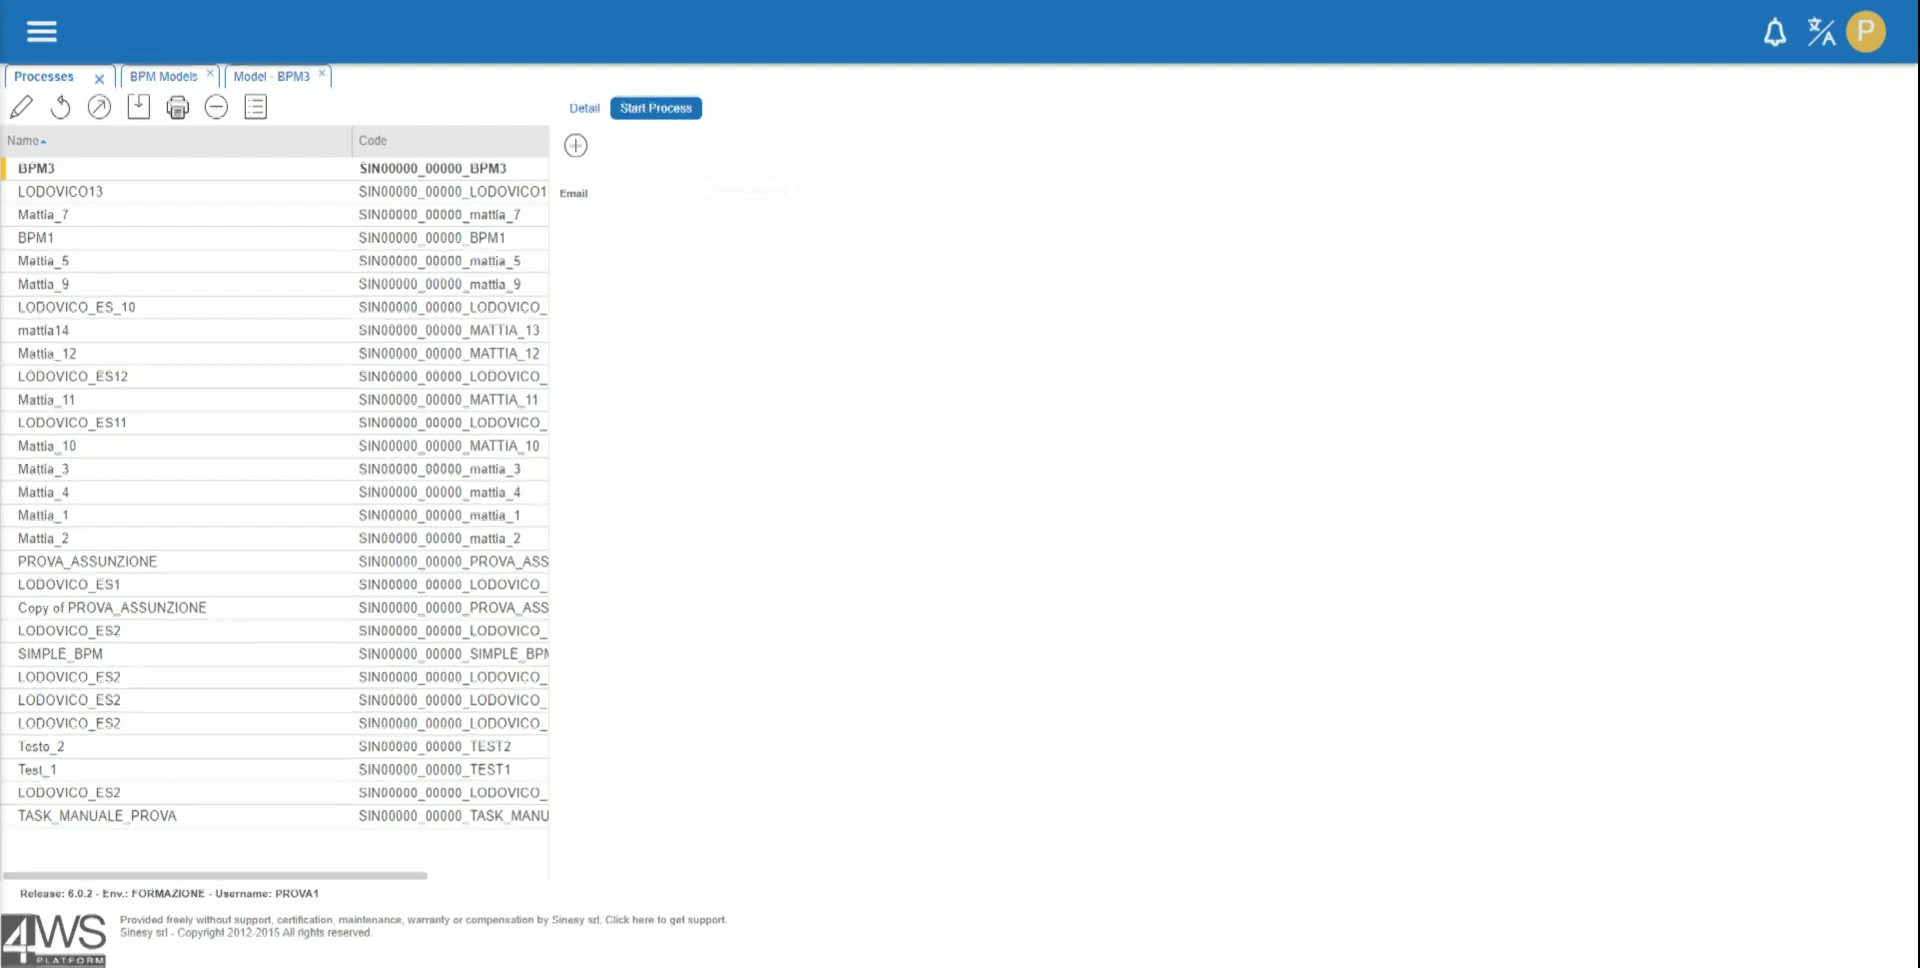 P
Processes BPM Models Model - BPM3
Detail Start Process
Name Code
BPM3 SIN00000_00000_BPM3
LODOVICO13 SIN00000_00000_LODOVICO1
Mattia_7 SIN00000_00000_mattia_7
BPM1 SIN00000_00000_BPM1
Mattia_5 SIN00000_00000_mattia_5
Mattia_9 SIN00000_00000_mattia_9
LODOVICO_ES_10 SIN00000_00000_LODOVICO_
mattia14 SIN00000_00000_MATTIA_13
Mattia_12 SIN00000_00000_MATTIA_12
LODOVICO_ES12 SIN00000_00000_LODOVICO_
Mattia_11 SIN00000_00000_MATTIA_11
LODOVICO_ES11 SIN00000_00000_LODOVICO_
Mattia_10 SIN00000_00000_MATTIA_10
Mattia_3 SIN00000_00000_mattia_3
Mattia_4 SIN00000_00000_mattia_4
Mattia_1 SIN00000_00000_mattia_1
Mattia_2 SIN00000_00000_mattia_2
PROVA_ASSUNZIONE SIN00000_00000_PROVA_ASS
LODOVICO_ES1 SIN00000_00000_LODOVICO_
Copy of PROVA_ASSUNZIONE SIN00000_00000_PROVA_ASS
LODOVICO_ES2 SIN00000_00000_LODOVICO_
SIMPLE_BPM SIN00000_00000_SIMPLE_BPM
LODOVICO_ES2 SIN00000_00000_LODOVICO_
LODOVICO_ES2 SIN00000_00000_LODOVICO_
LODOVICO_ES2 SIN00000_00000_LODOVICO_
Testo_2 SIN00000_00000_TEST2
Test_1 SIN00000_00000_TEST1
LODOVICO_ES2 SIN00000_00000_LODOVICO_
TASK_MANUALE_PROVA SIN00000_00000_TASK_MANU
Email
Release: 6.0.2 - Env.: FORMAZIONE - Username: PROVA1
4WS
PLATFORM
Provided freely without support, certification, maintenance, warranty or compensation by Sinesy srl. Click here to get support.
Sinesy srl - Copyright 2012-2015 All rights reserved.